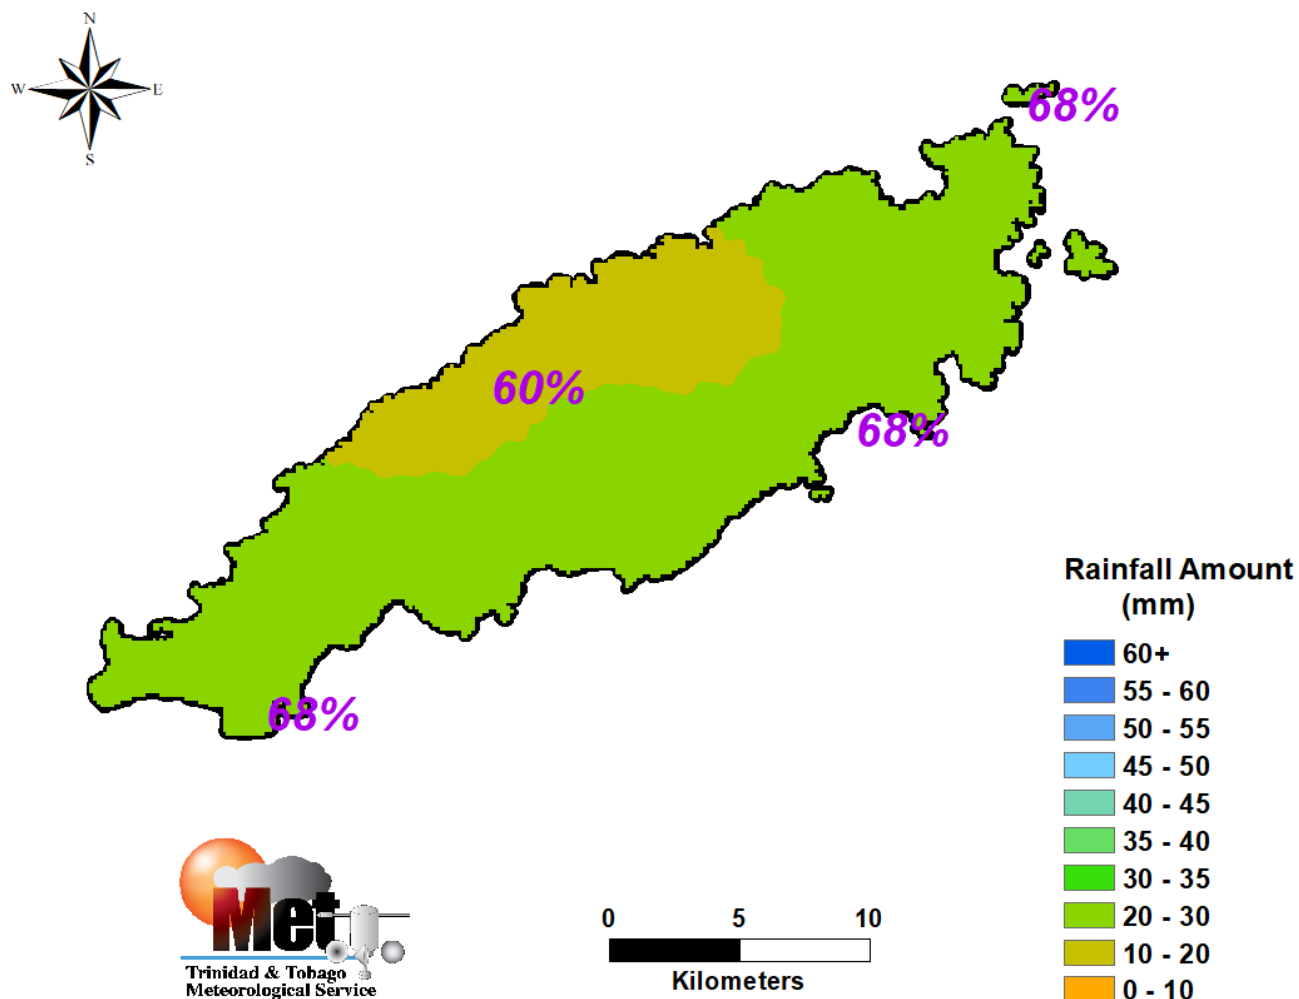 N
W
E
S
68%
60%
68%
68%
Rainfall Amount
(mm)
60+
55 - 60
50 - 55
45 - 50
40 - 45
35 - 40
30 - 35
20 - 30
10 - 20
0 - 10
0 5 10
Kilometers
Met
Trinidad & Tobago
Meteorological Service